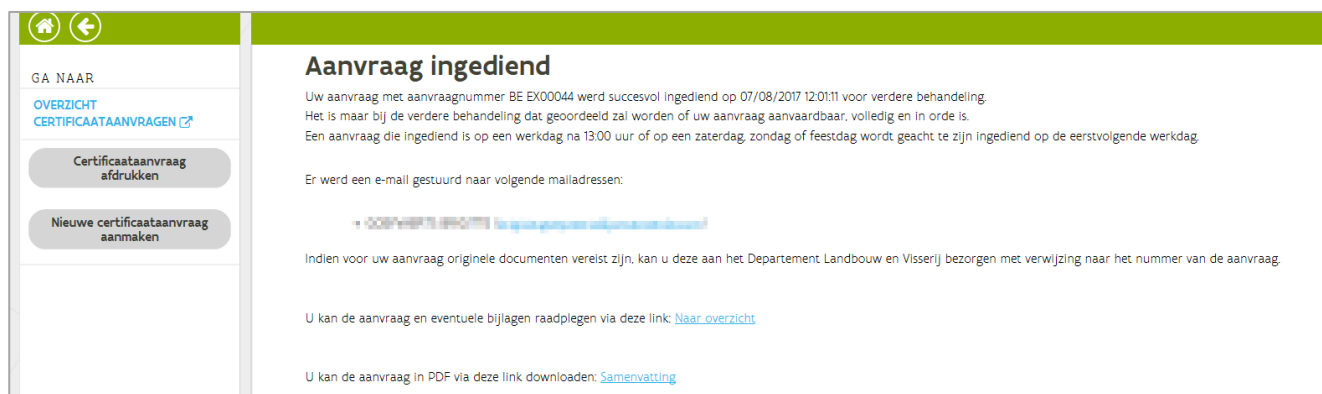 GA NAAR
OVERZICHT
CERTIFICAATAANVRAGEN
Certificaataanvraag
afdrukken
Nieuwe certificaataanvraag
aanmaken
Aanvraag ingediend
Uw aanvraag met aanvraagnummer BE EX00044 werd succesvol ingediend op 07/08/2017 12:01:11 voor verdere behandeling.
Het is maar bij de verdere behandeling dat geoordeeld zal worden of uw aanvraag aanvaardbaar, volledig en in orde is.
Een aanvraag die ingediend is op een werkdag na 13:00 uur of op een zaterdag, zondag of feestdag wordt geacht te zijn ingediend op de eerstvolgende werkdag.
Er werd een e-mail gestuurd naar volgende mailadressen:
Indien voor uw aanvraag originele documenten vereist zijn, kan u deze aan het Departement Landbouw en Visserij bezorgen met verwijzing naar het nummer van de aanvraag.
U kan de aanvraag en eventuele bijlagen raadplegen via deze link: Naar overzicht
U kan de aanvraag in PDF via deze link downloaden: Samenvatting